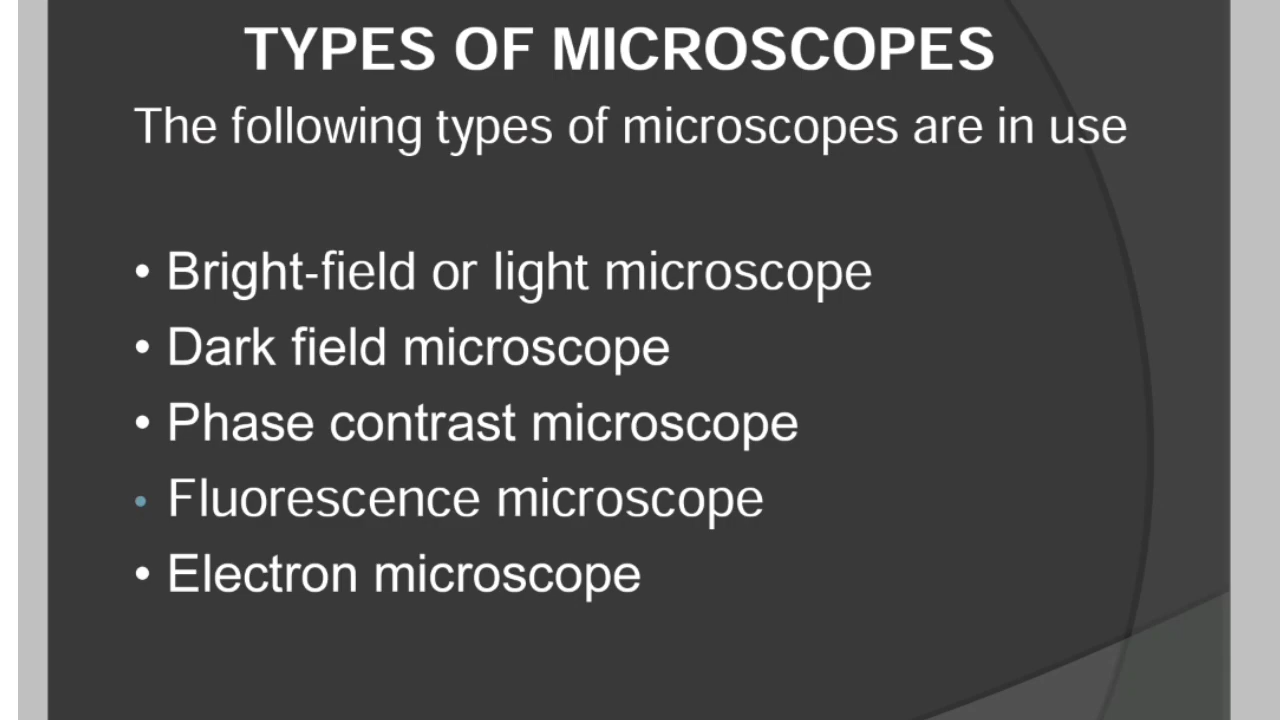 TYPES OF MICROSCOPES
The following types of microscopes are in use
• Bright-field or light microscope
• Dark field microscope
• Phase contrast microscope
• Fluorescence microscope
• Electron microscope